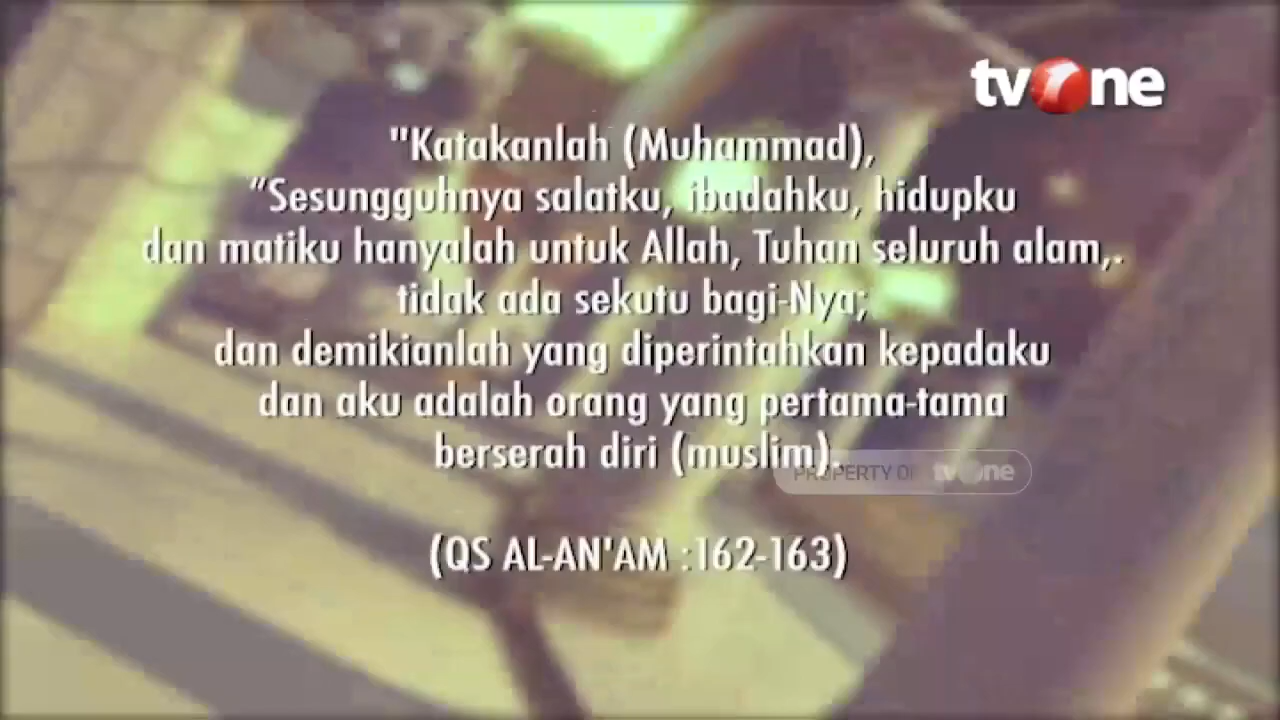 tvOne
"Katakanlah (Muhammad),
“Sesungguhnya salatku, ibadahku, hidupku
dan matiku hanyalah untuk Allah, Tuhan seluruh alam,.
tidak ada sekutu bagi-Nya;
dan demikianlah yang diperintahkan kepadaku
dan aku adalah orang yang pertama-tama
berserah diri (muslim).
PROPERTY OF tvOne
(QS AL-AN'AM :162-163)